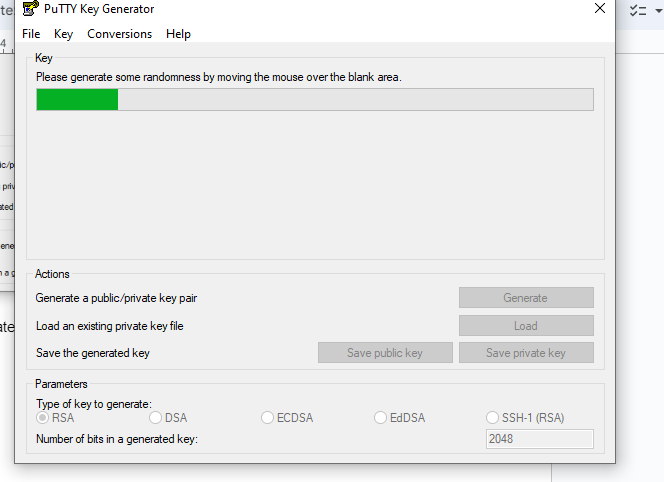 PuTTY Key Generator
File Key Conversions Help
Key
Please generate some randomness by moving the mouse over the blank area.
Actions
Generate a public/private key pair
Generate
Load an existing private key file
Load
Save the generated key
Save public key
Save private key
Parameters
Type of key to generate:
RSA DSA ECDSA EdDSA SSH-1 (RSA)
Number of bits in a generated key:
2048